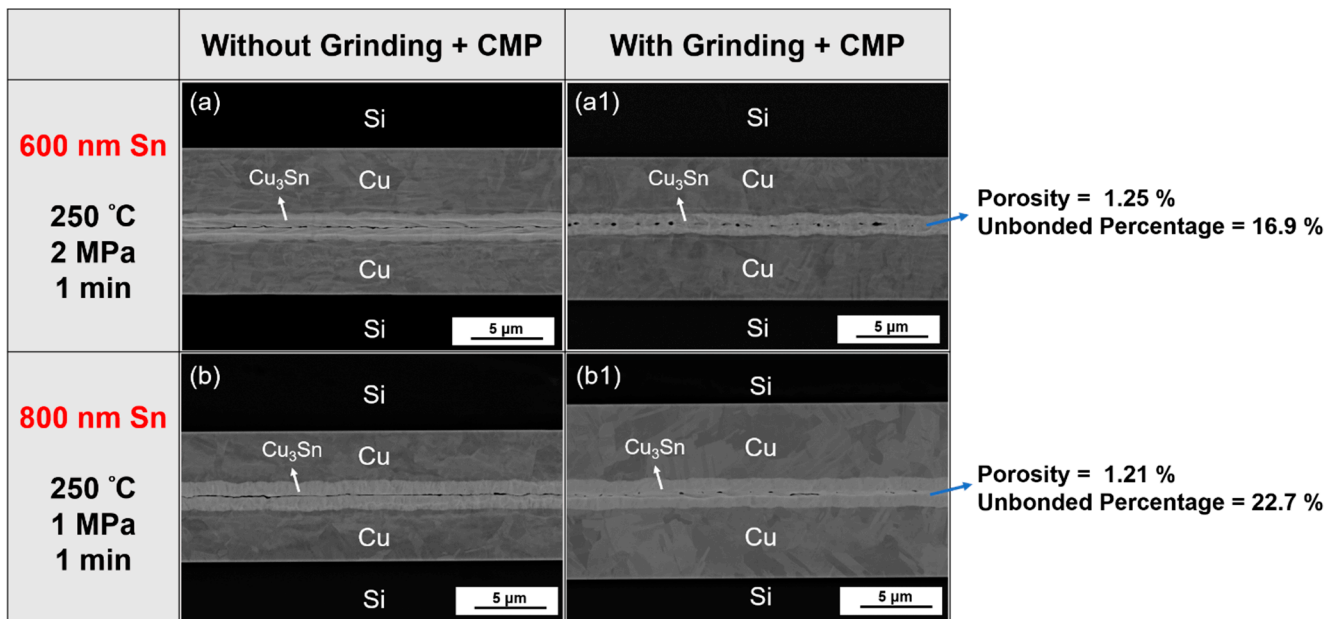 Without Grinding + CMP
With Grinding + CMP
600 nm Sn
250 °C
2 MPa
1 min
(a)
Si
Cu₃Sn
Cu
Cu
Si
5 μm
(a1)
Si
Cu₃Sn
Cu
Cu
Si
5 μm
Porosity = 1.25 %
Unbonded Percentage = 16.9 %
800 nm Sn
250 °C
1 MPa
1 min
(b)
Si
Cu₃Sn
Cu
Cu
Si
5 μm
(b1)
Si
Cu₃Sn
Cu
Cu
Si
5 μm
Porosity = 1.21 %
Unbonded Percentage = 22.7 %